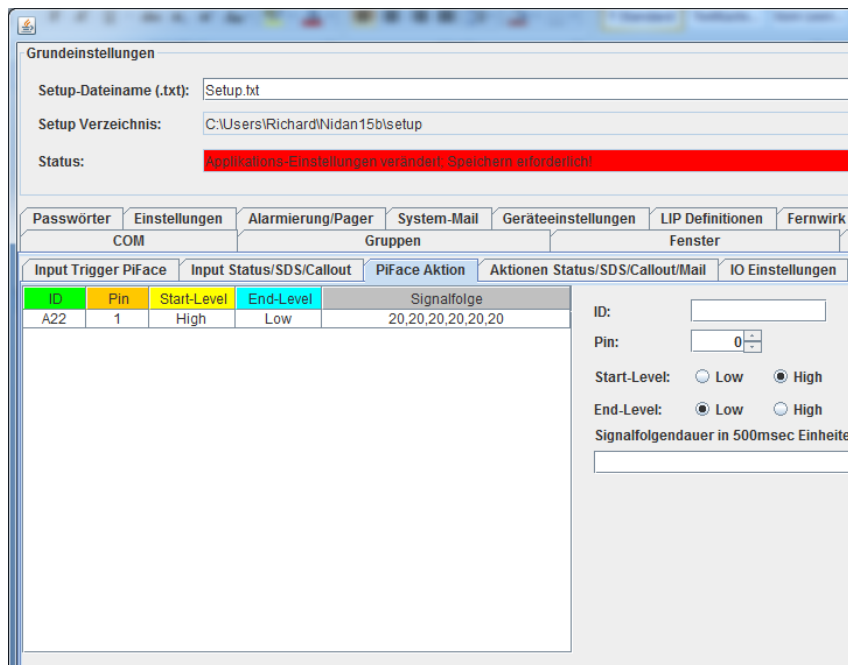 Grundeinstellungen
Setup-Dateiname (.txt): Setup.txt
Setup Verzeichnis: C:\Users\Richard\Nidan15b\setup
Status: Applikations-Einstellungen verändert: Speichern erforderlich!
Passwörter Einstellungen Alarmierung/Pager System-Mail Geräteeinstellungen LIP Definitionen Fernwirk
COM Gruppen Fenster
Input Trigger PiFace Input Status/SDS/Callout PiFace Aktion Aktionen Status/SDS/Callout/Mail IO Einstellungen
ID Pin Start-Level End-Level Signalfolge
A22 1 High Low 20,20,20,20,20,20
ID:
Pin: 0
Start-Level: Low High
End-Level: Low High
Signalfolgendauer in 500msec Einheite